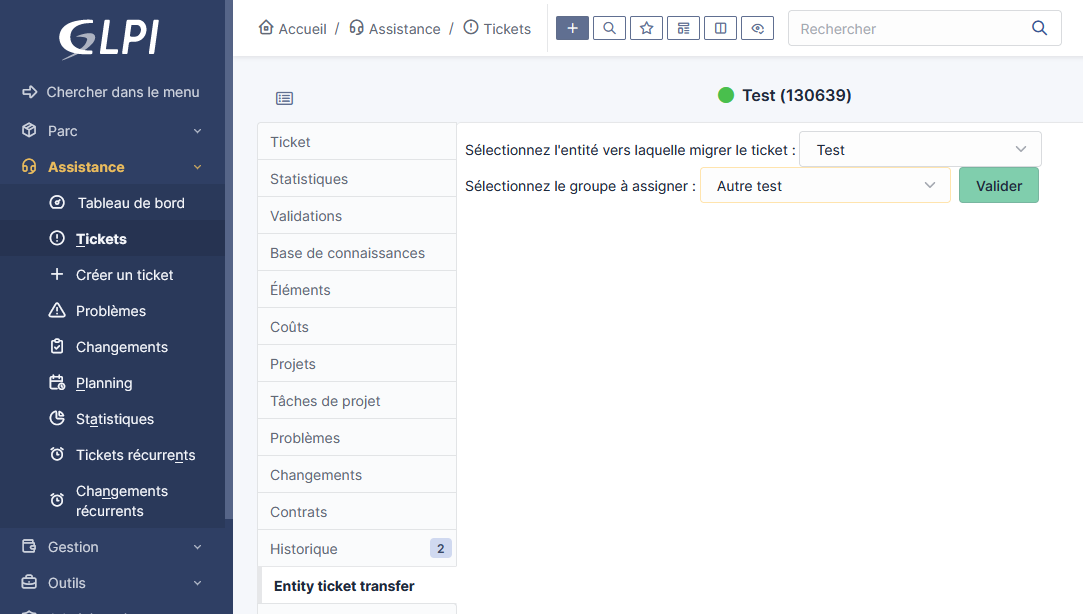 GLPI
Chercher dans le menu
Parc
Assistance
Tableau de bord
Tickets
Créer un ticket
Problèmes
Changements
Planning
Statistiques
Tickets récurrents
Changements
récurrents
Gestion
Outils
Accueil / Assistance / Tickets
Rechercher
Test (130639)
Ticket
Statistiques
Validations
Base de connaissances
Éléments
Coûts
Projets
Tâches de projet
Problèmes
Changements
Contrats
Historique 2
Entity ticket transfer
Sélectionnez l'entité vers laquelle migrer le ticket : Test
Sélectionnez le groupe à assigner : Autre test Valider